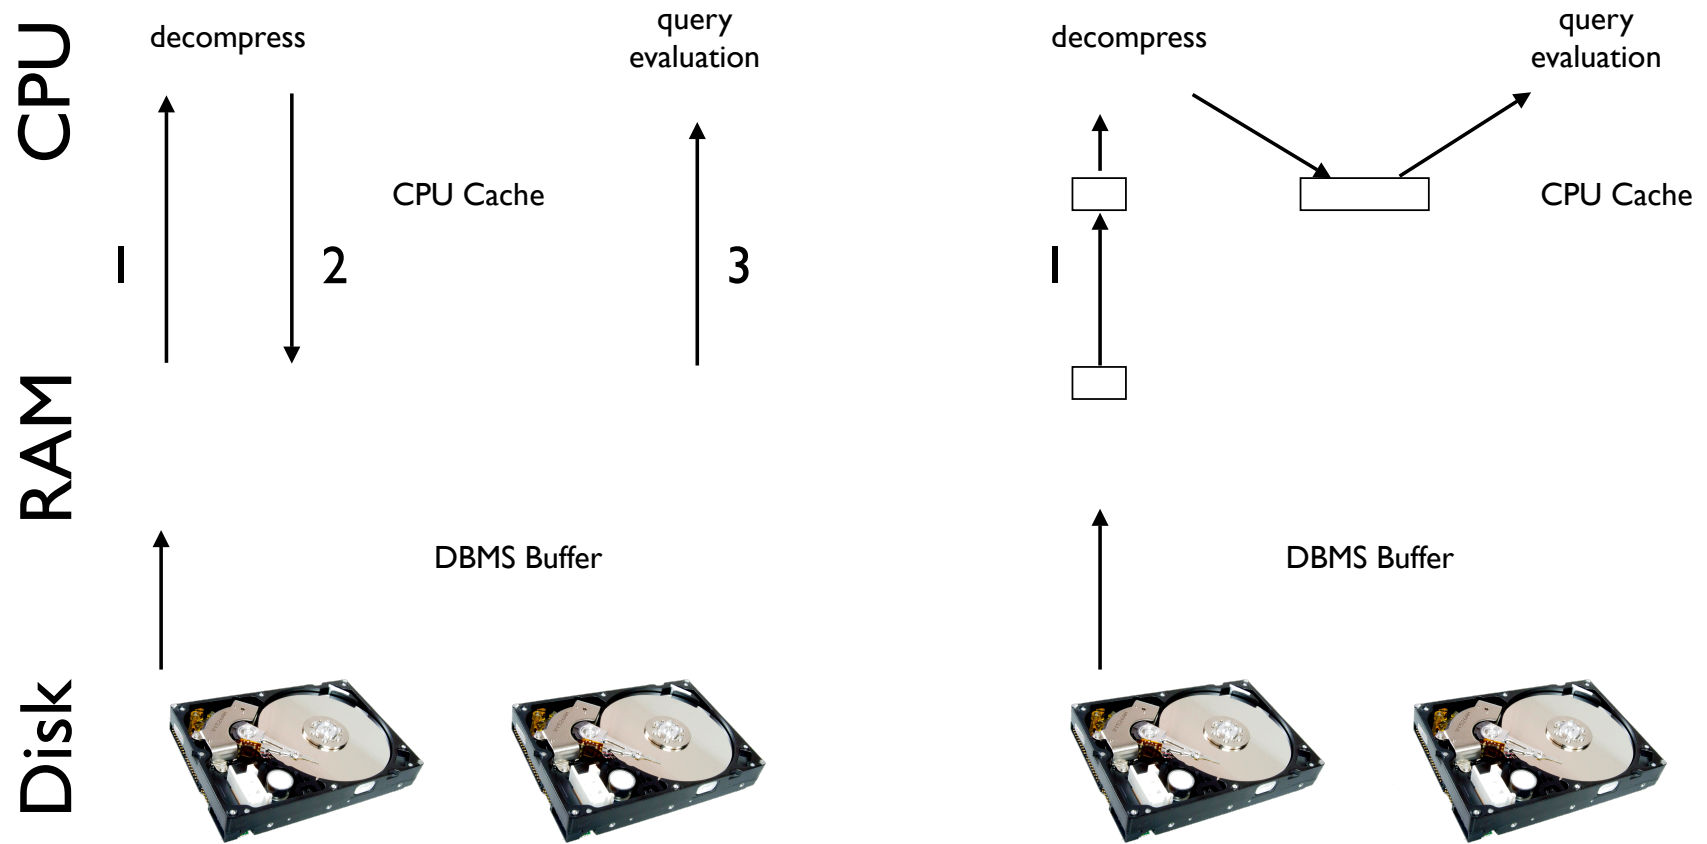 CPU
decompress
query
evaluation
CPU Cache
1
2
3
RAM
DBMS Buffer
Disk
decompress
query
evaluation
CPU Cache
1
DBMS Buffer